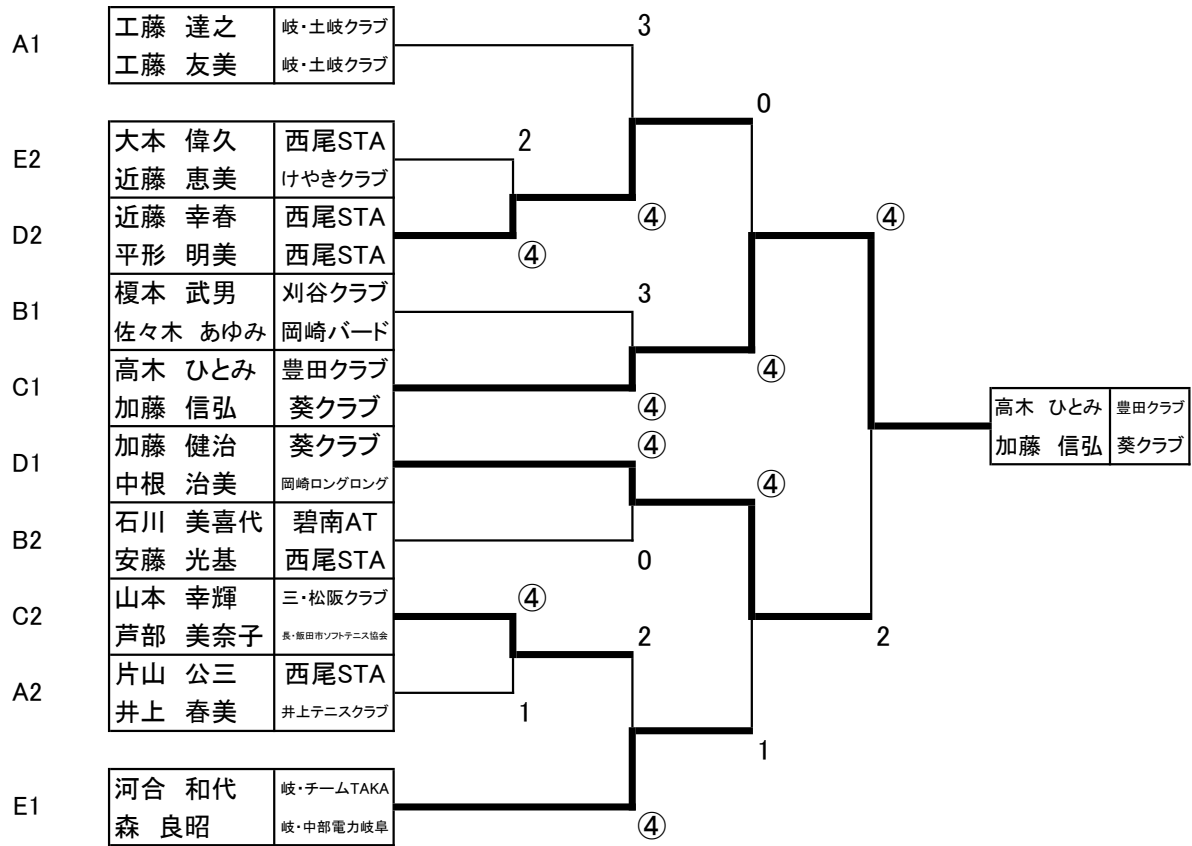 A1 工藤 達之 岐・土岐クラブ
工藤 友美 岐・土岐クラブ
3
0
E2 大本 偉久 西尾STA
近藤 恵美 けやきクラブ
2
D2 近藤 幸春 西尾STA
平形 明美 西尾STA
④
④
④
B1 榎本 武男 刈谷クラブ
佐々木 あゆみ 岡崎バード
3
C1 高木 ひとみ 豊田クラブ
加藤 信弘 葵クラブ
④
④
高木 ひとみ 豊田クラブ
加藤 信弘 葵クラブ
D1 加藤 健治 葵クラブ
中根 治美 岡崎ロングロング
④
④
B2 石川 美喜代 碧南AT
安藤 光基 西尾STA
0
C2 山本 幸輝 三・松阪クラブ
芦部 美奈子 長・飯田市ソフトテニス協会
④
2
2
A2 片山 公三 西尾STA
井上 春美 井上テニスクラブ
1
1
E1 河合 和代 岐・チームTAKA
森 良昭 岐・中部電力岐阜
④